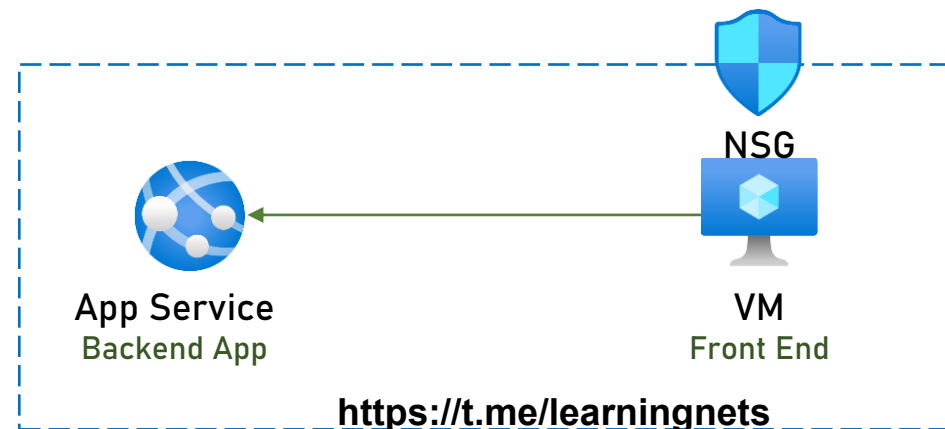 NSG
App Service
Backend App
VM
Front End
https://t.me/learningnets